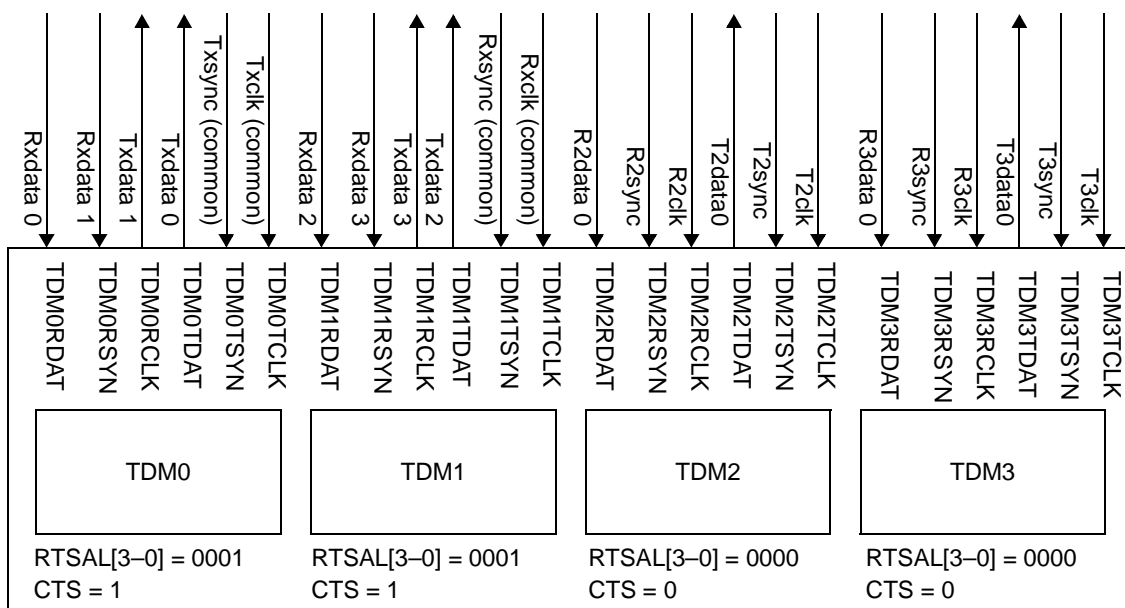 Rxdata 0
Rxdata 1
Txdata 1
Txdata 0
Txsync (common)
Txclk (common)
Rxdata 2
Rxdata 3
Txdata 3
Txdata 2
Rxsync (common)
Rxclk (common)
R2data 0
R2sync
R2clk
T2data0
T2sync
T2clk
R3data 0
R3sync
R3clk
T3data0
T3sync
T3clk
TDM0RDAT
TDM0RSYN
TDM0RCLK
TDM0TDAT
TDM0TSYN
TDM0TCLK
TDM1RDAT
TDM1RSYN
TDM1RCLK
TDM1TDAT
TDM1TSYN
TDM1TCLK
TDM2RDAT
TDM2RSYN
TDM2RCLK
TDM2TDAT
TDM2TSYN
TDM2TCLK
TDM3RDAT
TDM3RSYN
TDM3RCLK
TDM3TDAT
TDM3TSYN
TDM3TCLK
TDM0
TDM1
TDM2
TDM3
RTSAL[3–0] = 0001
CTS = 1
RTSAL[3–0] = 0001
CTS = 1
RTSAL[3–0] = 0000
CTS = 0
RTSAL[3–0] = 0000
CTS = 0